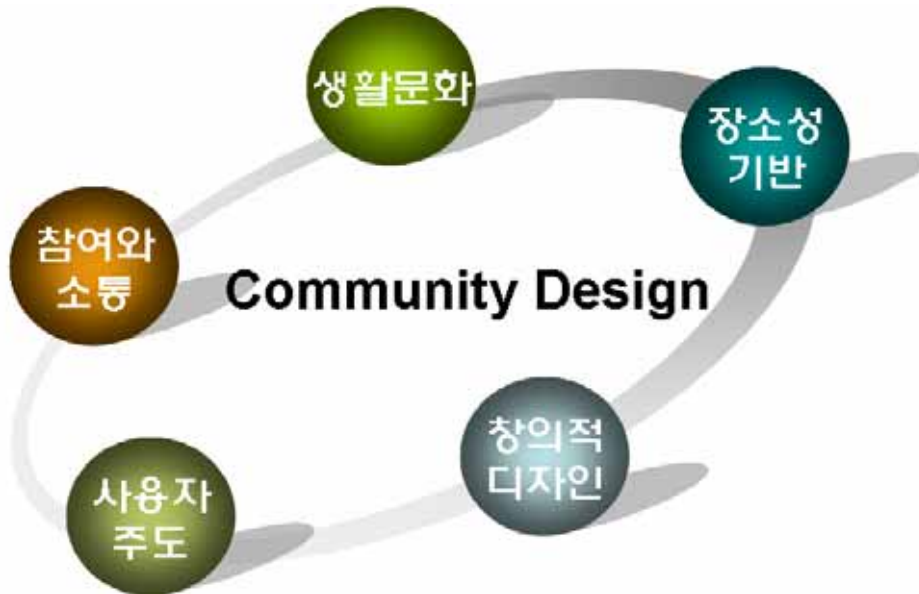 생활문화
장소성
기반
참여와
소통
Community Design
창의적
디자인
사용자
주도